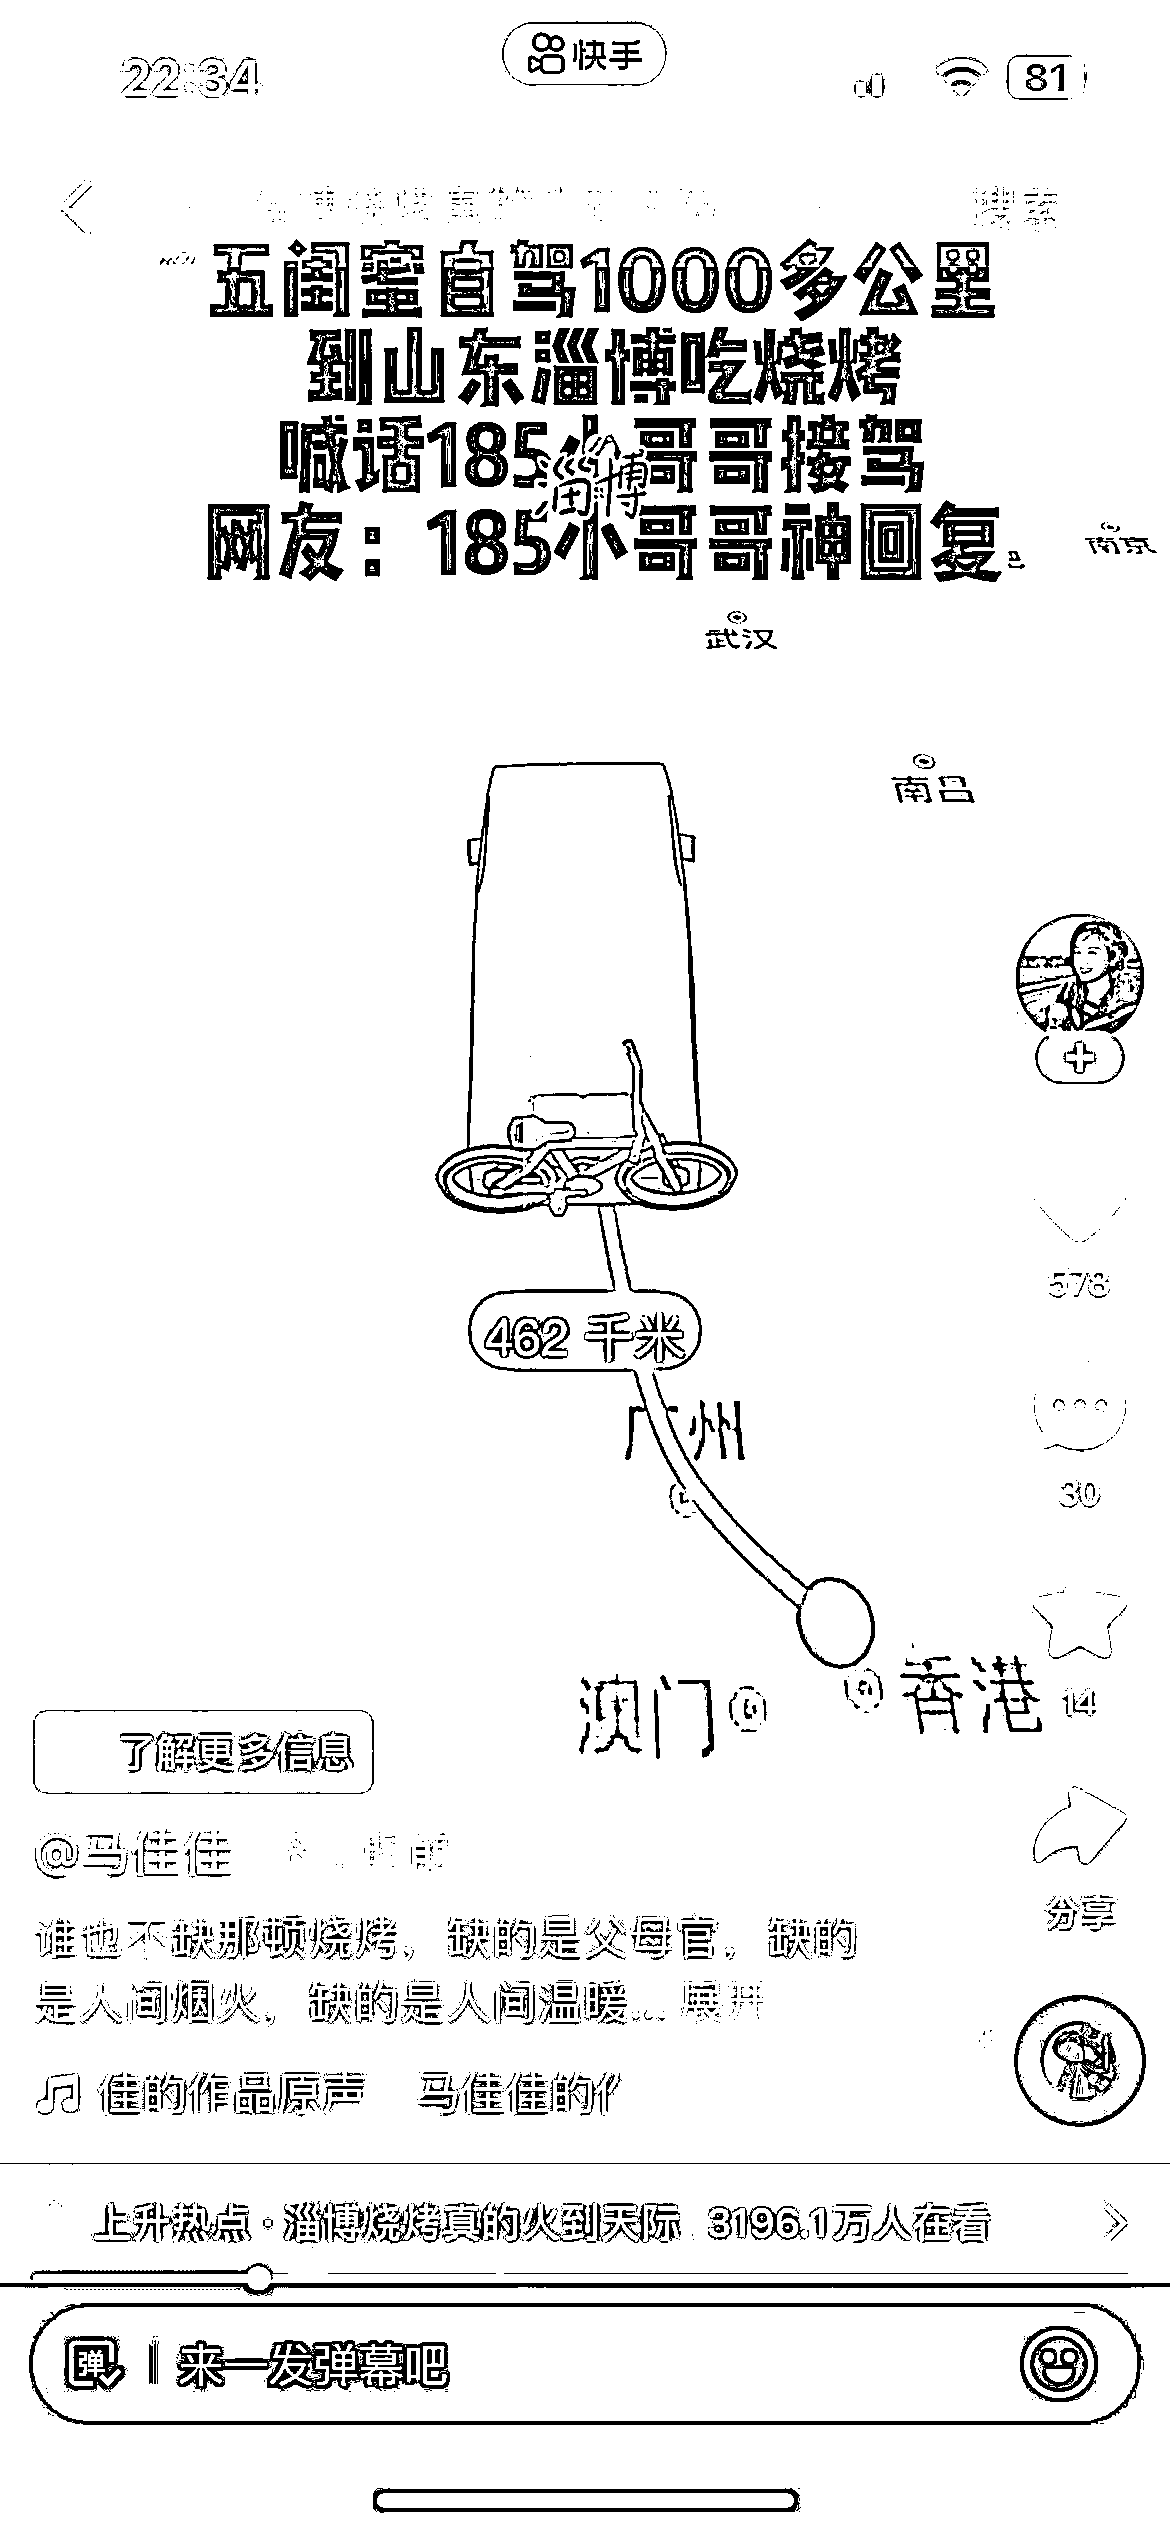 快手
22:34
81
搜索
五闺蜜自驾1000多公里
到山东淄博吃烧烤
喊话185小哥哥接驾
淄博
网友：185小哥哥神回复
南京
武汉
南昌
462 千米
578
广州
30
澳门
香港
14
了解更多信息
@马佳佳
分享
谁也不缺那顿烧烤，缺的是父母官，缺的
是人间烟火，缺的是人间温暖... 展开
佳的作品原声 马佳佳的作
上升热点·淄博烧烤真的火到天际 3196.1万人在看
弹 来一发弹幕吧